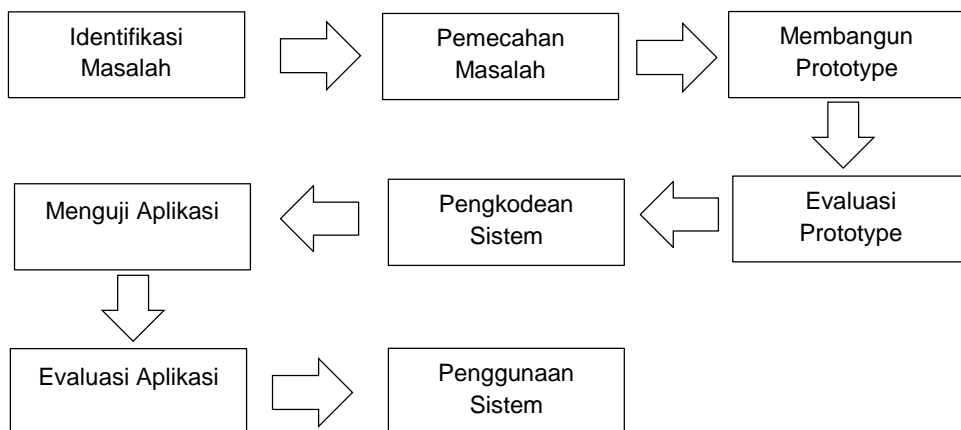 Identifikasi
Masalah
Pemecahan
Masalah
Membangun
Prototype
Evaluasi
Prototype
Pengkodean
Sistem
Menguji Aplikasi
Evaluasi Aplikasi
Penggunaan
Sistem